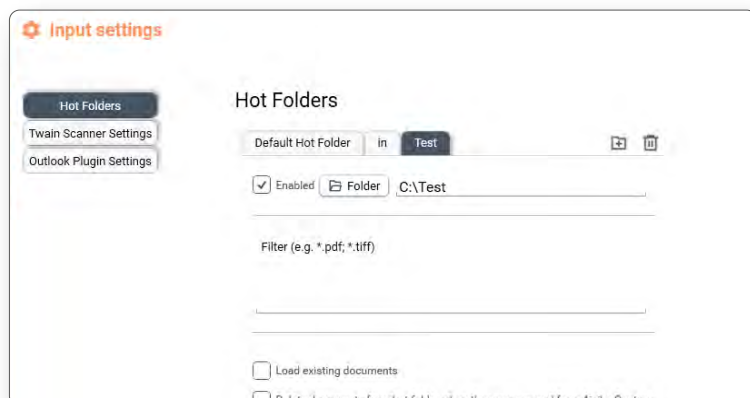 Input settings
Hot Folders
Twain Scanner Settings
Outlook Plugin Settings
Hot Folders
Default Hot Folder in Test
Enabled Folder C:\Test
Filter (e.g. *.pdf; *.tiff)
Load existing documents